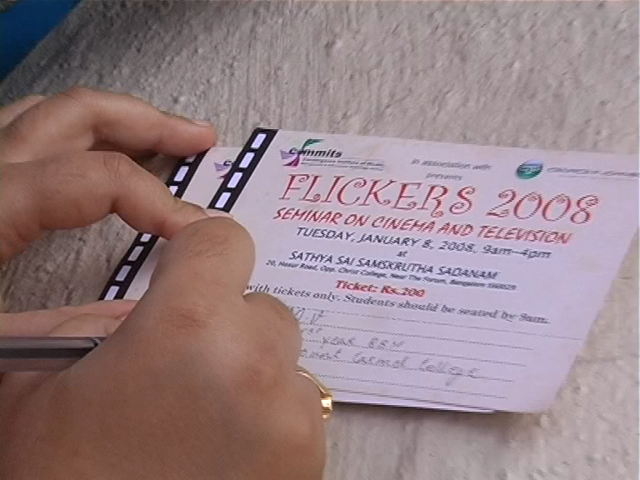 commits
in association with
presents
FLICKERS 2008
SEMINAR ON CINEMA AND TELEVISION
TUESDAY, JANUARY 8, 2008, 9am-4pm
at
SATHYA SAI SAMSKRUTHA SADANAM
20, Hosur Road, Opp. Christ College, Near The Forum, Bangalore
Ticket: Rs.200
with tickets only. Students should be seated by 9am.
year BBM
Carmel College